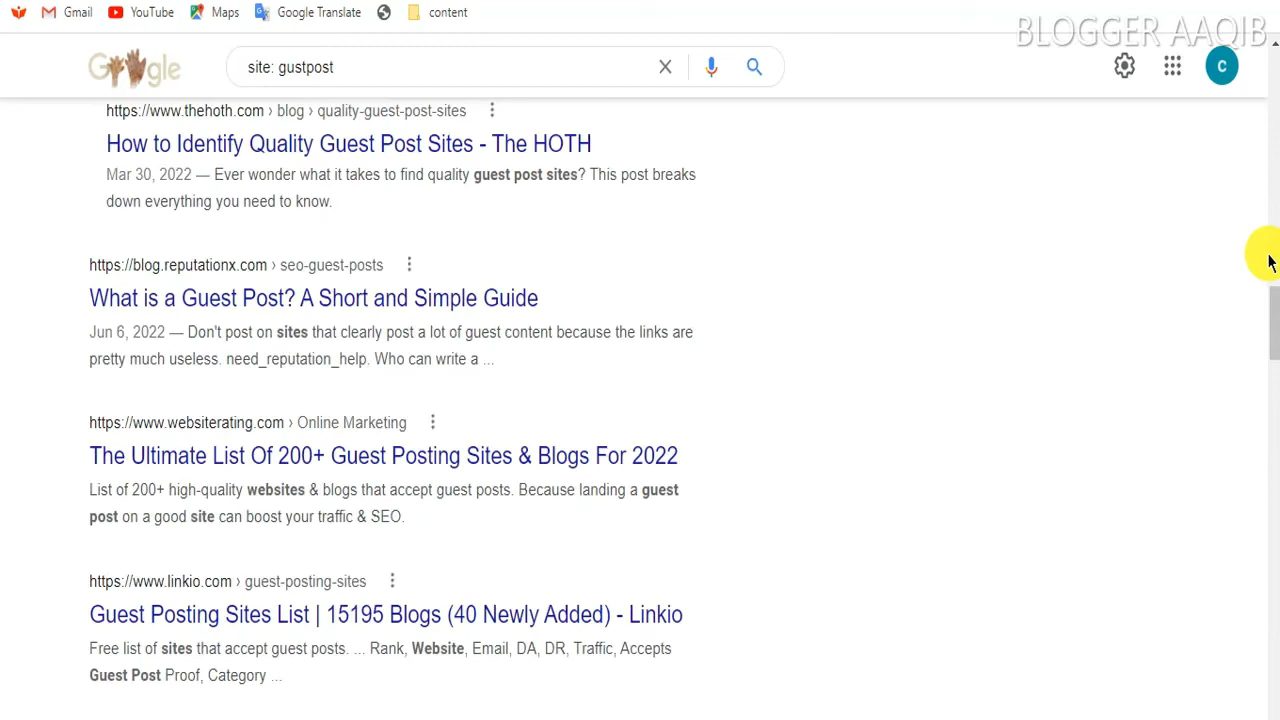 Gmail YouTube Maps Google Translate content
BLOGGER AAQIB
Google site: gustpost C
https://www.thehoth.com › blog › quality-guest-post-sites
How to Identify Quality Guest Post Sites - The HOTH
Mar 30, 2022 — Ever wonder what it takes to find quality guest post sites? This post breaks
down everything you need to know.
https://blog.reputationx.com › seo-guest-posts
What is a Guest Post? A Short and Simple Guide
Jun 6, 2022 — Don't post on sites that clearly post a lot of guest content because the links are
pretty much useless. need_reputation_help. Who can write a ...
https://www.websiterating.com › Online Marketing
The Ultimate List Of 200+ Guest Posting Sites & Blogs For 2022
List of 200+ high-quality websites & blogs that accept guest posts. Because landing a guest
post on a good site can boost your traffic & SEO.
https://www.linkio.com › guest-posting-sites
Guest Posting Sites List | 15195 Blogs (40 Newly Added) - Linkio
Free list of sites that accept guest posts. ... Rank, Website, Email, DA, DR, Traffic, Accepts
Guest Post Proof, Category ...